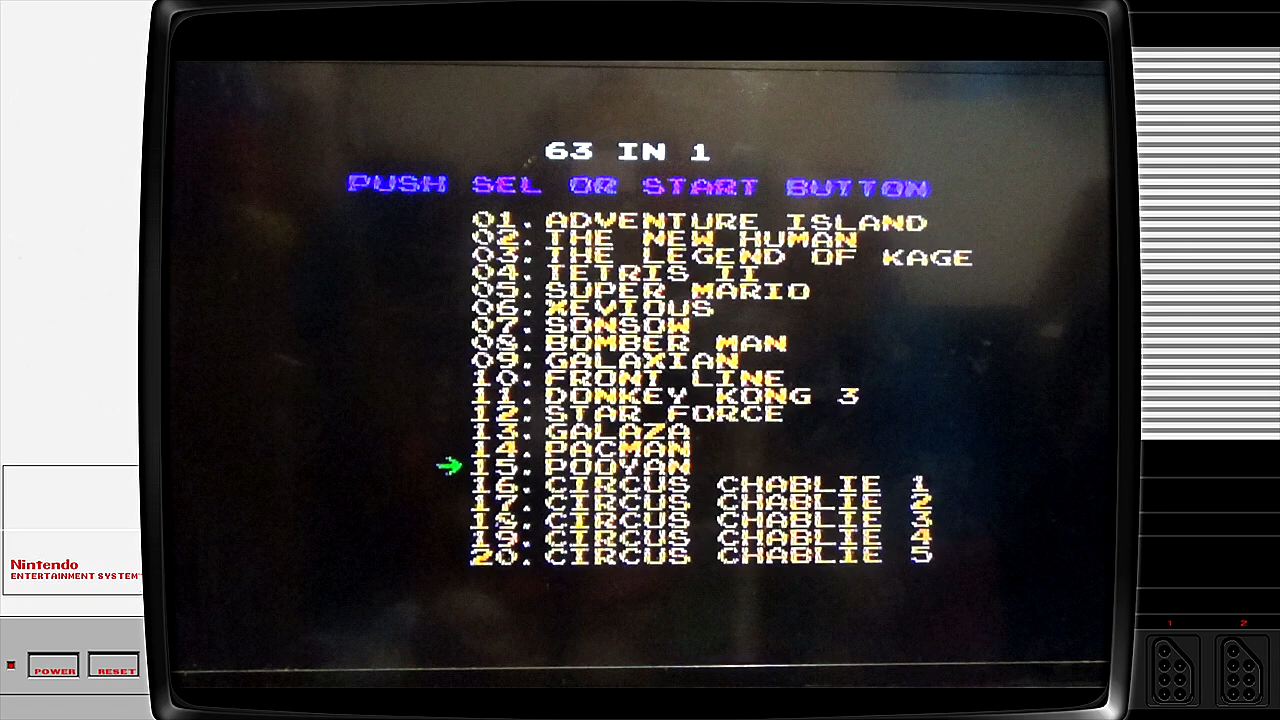 63 IN 1
PUSH SEL OR START BUTTON
01. ADVENTURE ISLAND
02. THE NEW HUMAN
03. THE LEGEND OF KAGE
04. TETRIS II
05. SUPER MARIO
06. XEVIOUS
07. SONSOW
08. BOMBER MAN
09. GALAXIAN
10. FRONT LINE
11. DONKEY KONG 3
12. STAR FORCE
13. GALAZA
14. PACMAN
15. POOYAN
16. CIRCUS CHABLIE 1
17. CIRCUS CHABLIE 2
18. CIRCUS CHABLIE 3
19. CIRCUS CHABLIE 4
20. CIRCUS CHABLIE 5
Nintendo
ENTERTAINMENT SYSTEM™
POWER RESET
1 2